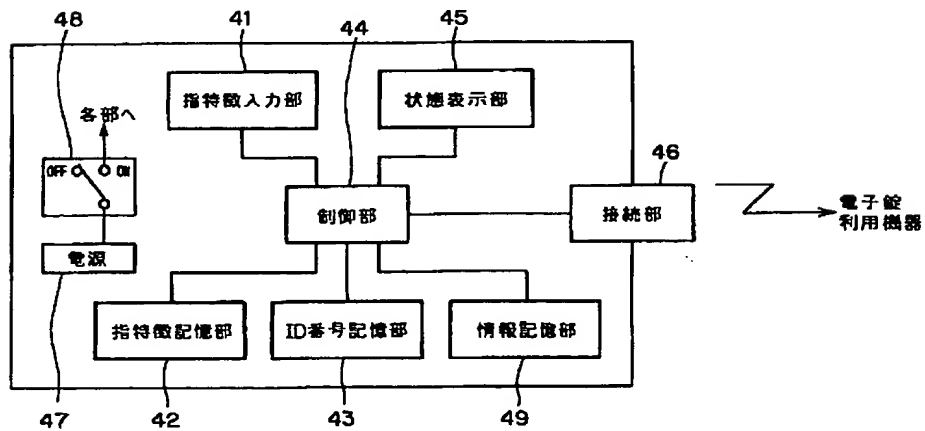 48
41
44
45
指特徴入力部
状態表示部
各部へ
OFF
ON
46
制御部
接続部
電子錠
利用機器
電源
指特徴記憶部
ID番号記憶部
情報記憶部
47
42
43
49